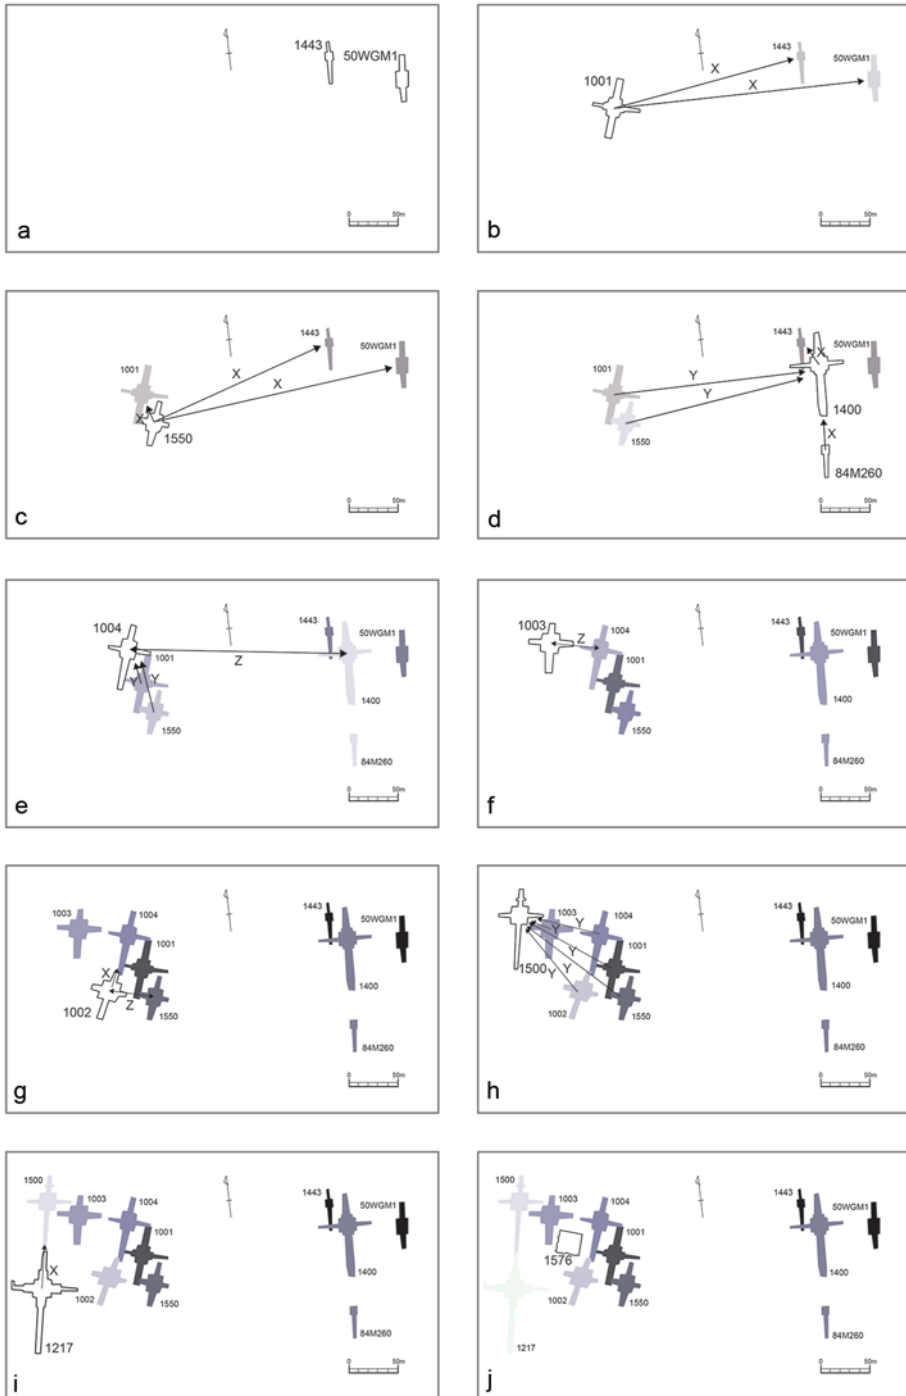 1443
50WGM1
0 50m
a
1443
50WGM1
X
X
1001
0 50m
b
1443
50WGM1
X
X
1001
X
1550
0 50m
c
1443
50WGM1
X
Y
1001
Y
1400
1550
X
84M260
0 50m
d
1004
1443
50WGM1
1001
Z
Y Y
1400
1550
84M260
0 50m
e
1003
1004
1443
50WGM1
Z
1001
1400
1550
84M260
0 50m
f
1003
1004
1443
50WGM1
1001
X
1400
1002
Z
1550
84M260
0 50m
g
1003
1004
1443
50WGM1
Y
Y
1001
Y
1500
Y
Y
1400
1002
1550
84M260
0 50m
h
1500
1003
1004
1443
50WGM1
1001
X
1400
1002
1550
1217
84M260
0 50m
i
1500
1003
1004
1443
50WGM1
1001
1576
1400
1002
1550
1217
84M260
0 50m
j